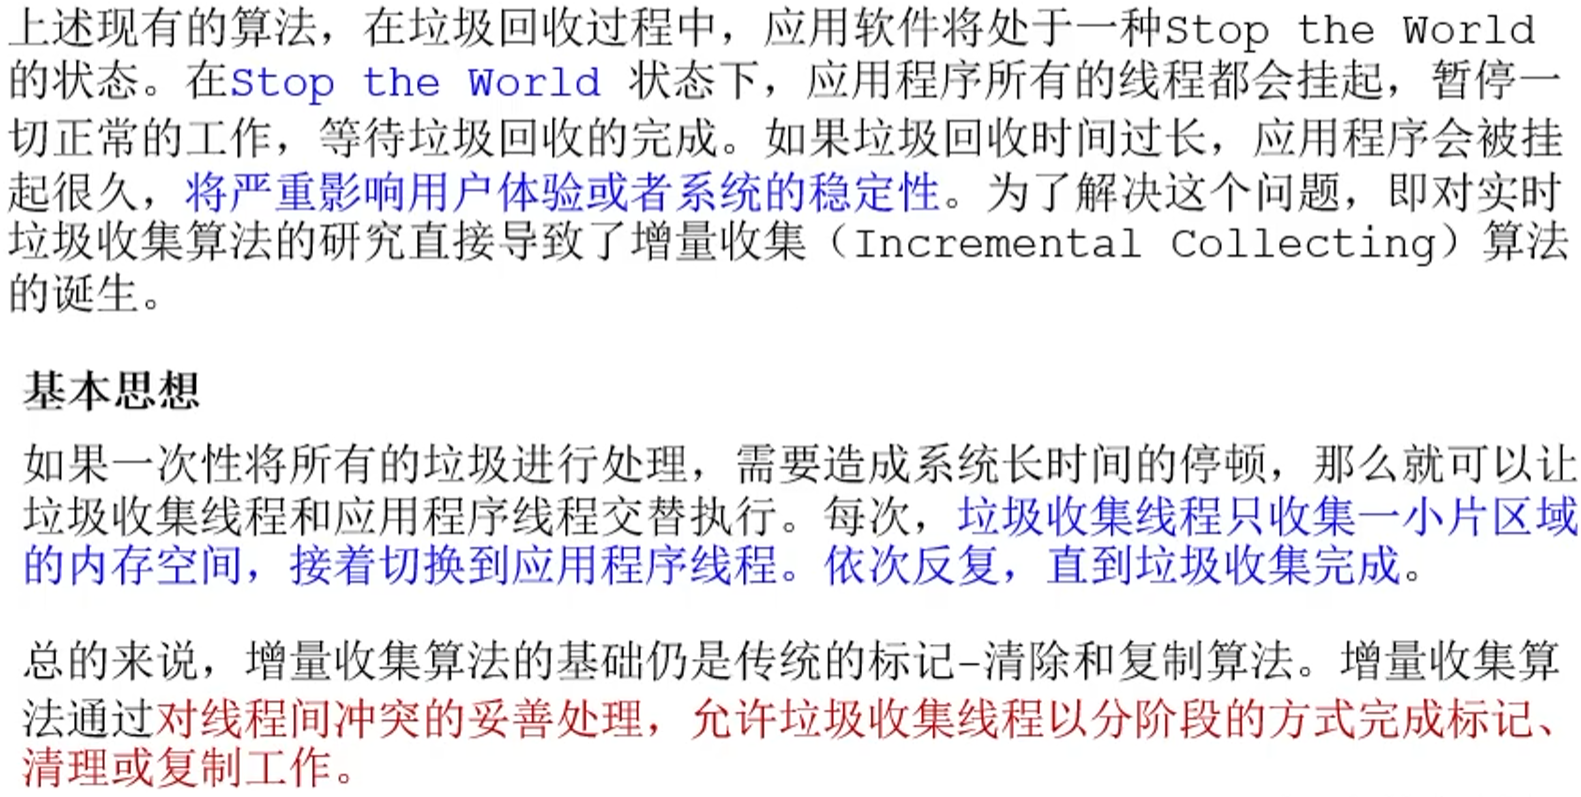 上述现有的算法，在垃圾回收过程中，应用软件将处于一种Stop the World
的状态。在Stop the World 状态下，应用程序所有的线程都会挂起，暂停一
切正常的工作，等待垃圾回收的完成。如果垃圾回收时间过长，应用程序会被挂
起很久，将严重影响用户体验或者系统的稳定性。为了解决这个问题，即对实时
垃圾收集算法的研究直接导致了增量收集（Incremental Collecting）算法
的诞生。
基本思想
如果一次性将所有的垃圾进行处理，需要造成系统长时间的停顿，那么就可以让
垃圾收集线程和应用程序线程交替执行。每次，垃圾收集线程只收集一小片区域
的内存空间，接着切换到应用程序线程。依次反复，直到垃圾收集完成。
总的来说，增量收集算法的基础仍是传统的标记-清除和复制算法。增量收集算
法通过对线程间冲突的妥善处理，允许垃圾收集线程以分阶段的方式完成标记、
清理或复制工作。